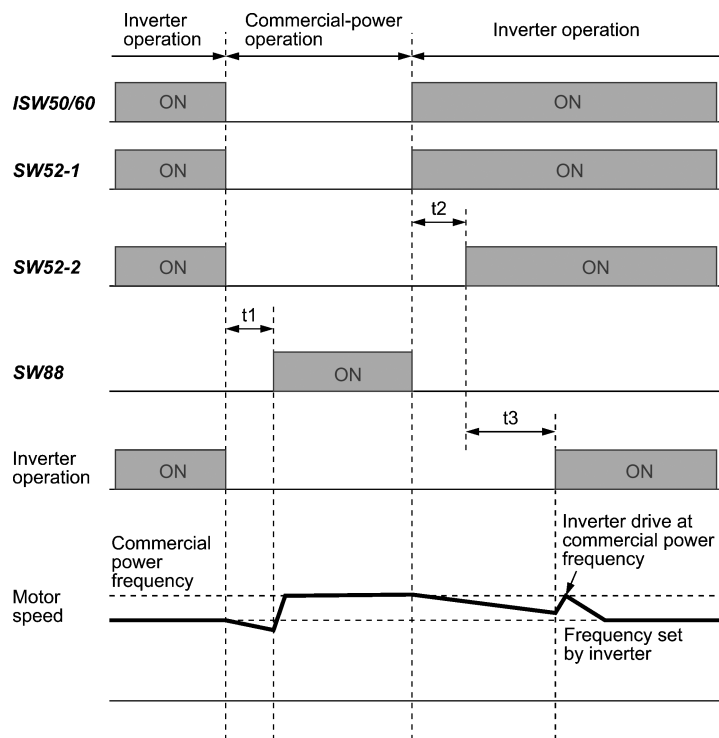 Inverter
operation
Commercial-power
operation
Inverter operation
ISW50/60
ON
ON
SW52-1
ON
ON
t2
SW52-2
ON
ON
t1
SW88
ON
t3
Inverter
operation
ON
ON
Inverter drive at
commercial power
frequency
Commercial
power
frequency
Motor
speed
Frequency set
by inverter